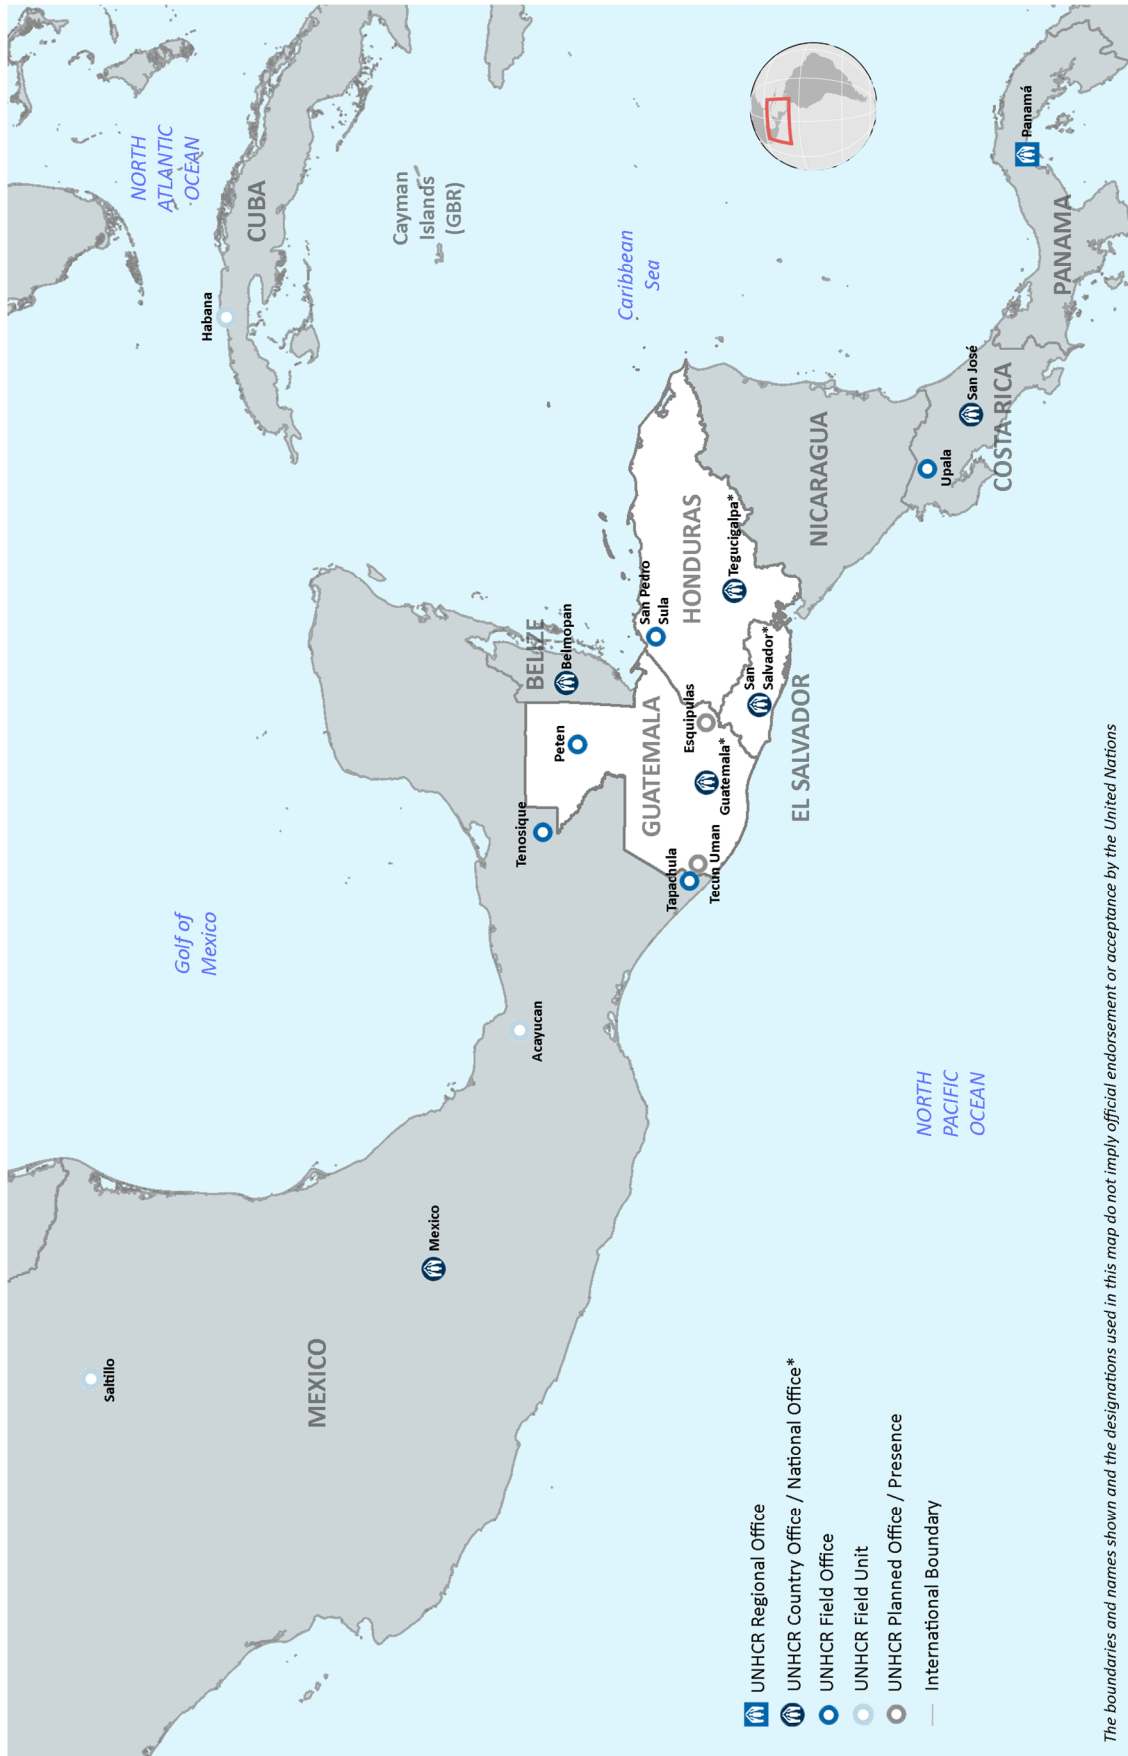 NORTH
ATLANTIC
OCEAN
CUBA
Habana
Cayman
Islands
(GBR)
Golf of
Mexico
Caribbean
Sea
Saltillo
MEXICO
Mexico
Acayucan
Tenosique
Peten
BELIZE
Belmopan
GUATEMALA
Tapachula
Tecun Uman
Guatemala*
Esquipulas
San Pedro
Sula
HONDURAS
Tegucigalpa*
San
Salvador*
EL SALVADOR
NICARAGUA
Upala
San José
COSTA RICA
PANAMA
Panamá
NORTH
PACIFIC
OCEAN
UNHCR Regional Office
UNHCR Country Office / National Office*
UNHCR Field Office
UNHCR Field Unit
UNHCR Planned Office / Presence
International Boundary
The boundaries and names shown and the designations used in this map do not imply official endorsement or acceptance by the United Nations